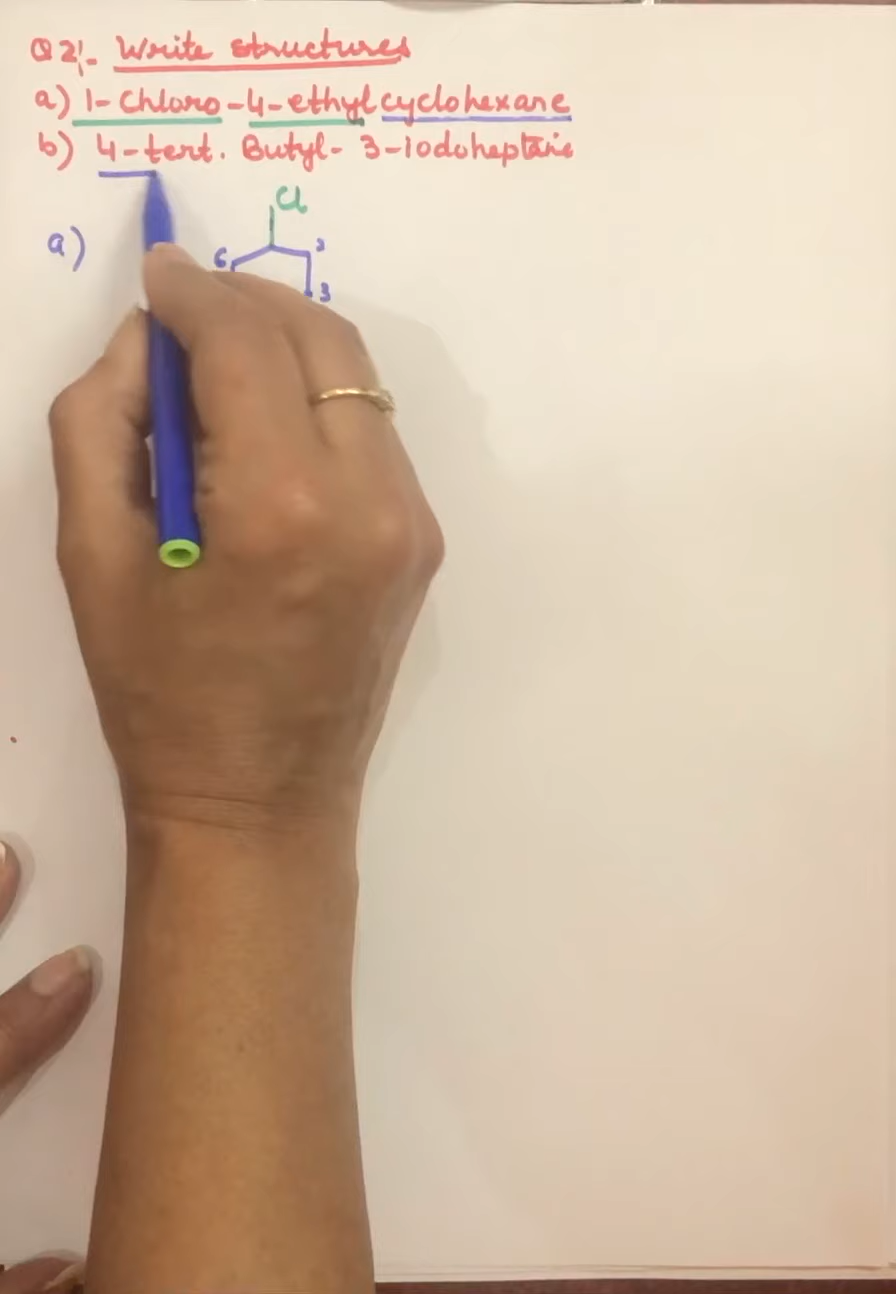 Q2:- Write structures
a) 1-Chloro-4-ethylcyclohexane
b) 4-tert. Butyl-3-iodoheptane
Cl
a)
6 2
3